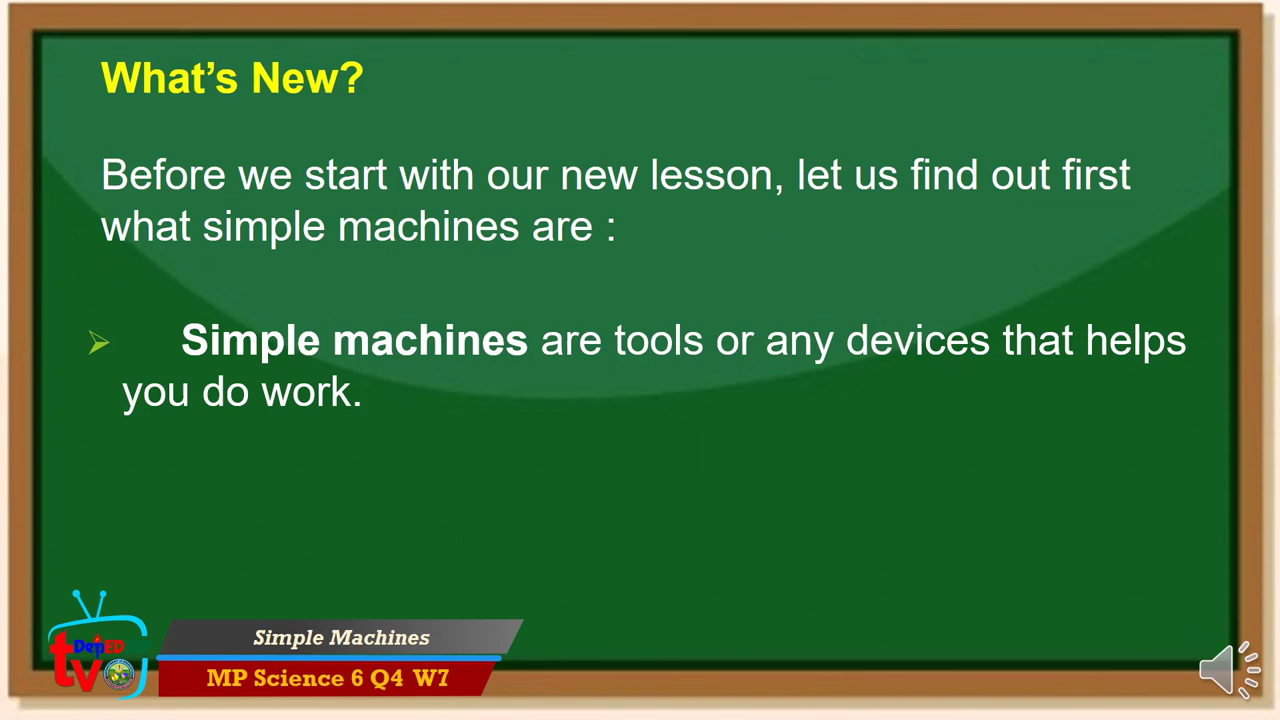 What's New?
Before we start with our new lesson, let us find out first
what simple machines are :
Simple machines are tools or any devices that helps
you do work.
DepED
tvo
Simple Machines
MP Science 6 Q4 W7